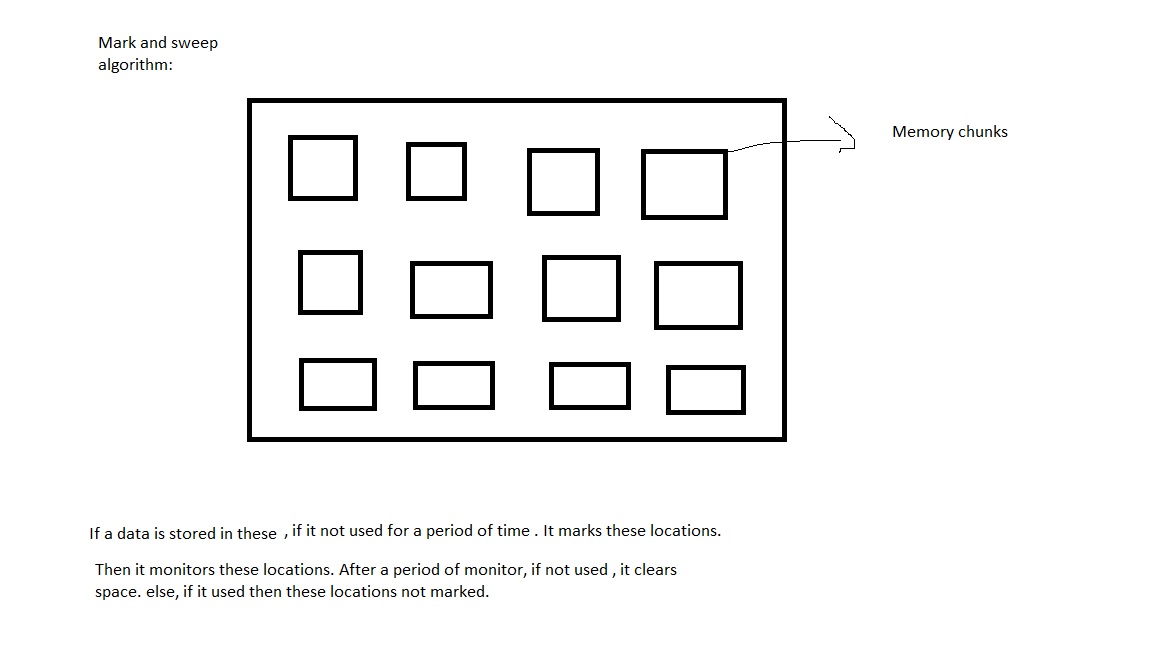 Mark and sweep
algorithm:
Memory chunks
If a data is stored in these , if it not used for a period of time . It marks these locations.
Then it monitors these locations. After a period of monitor, if not used , it clears
space. else, if it used then these locations not marked.